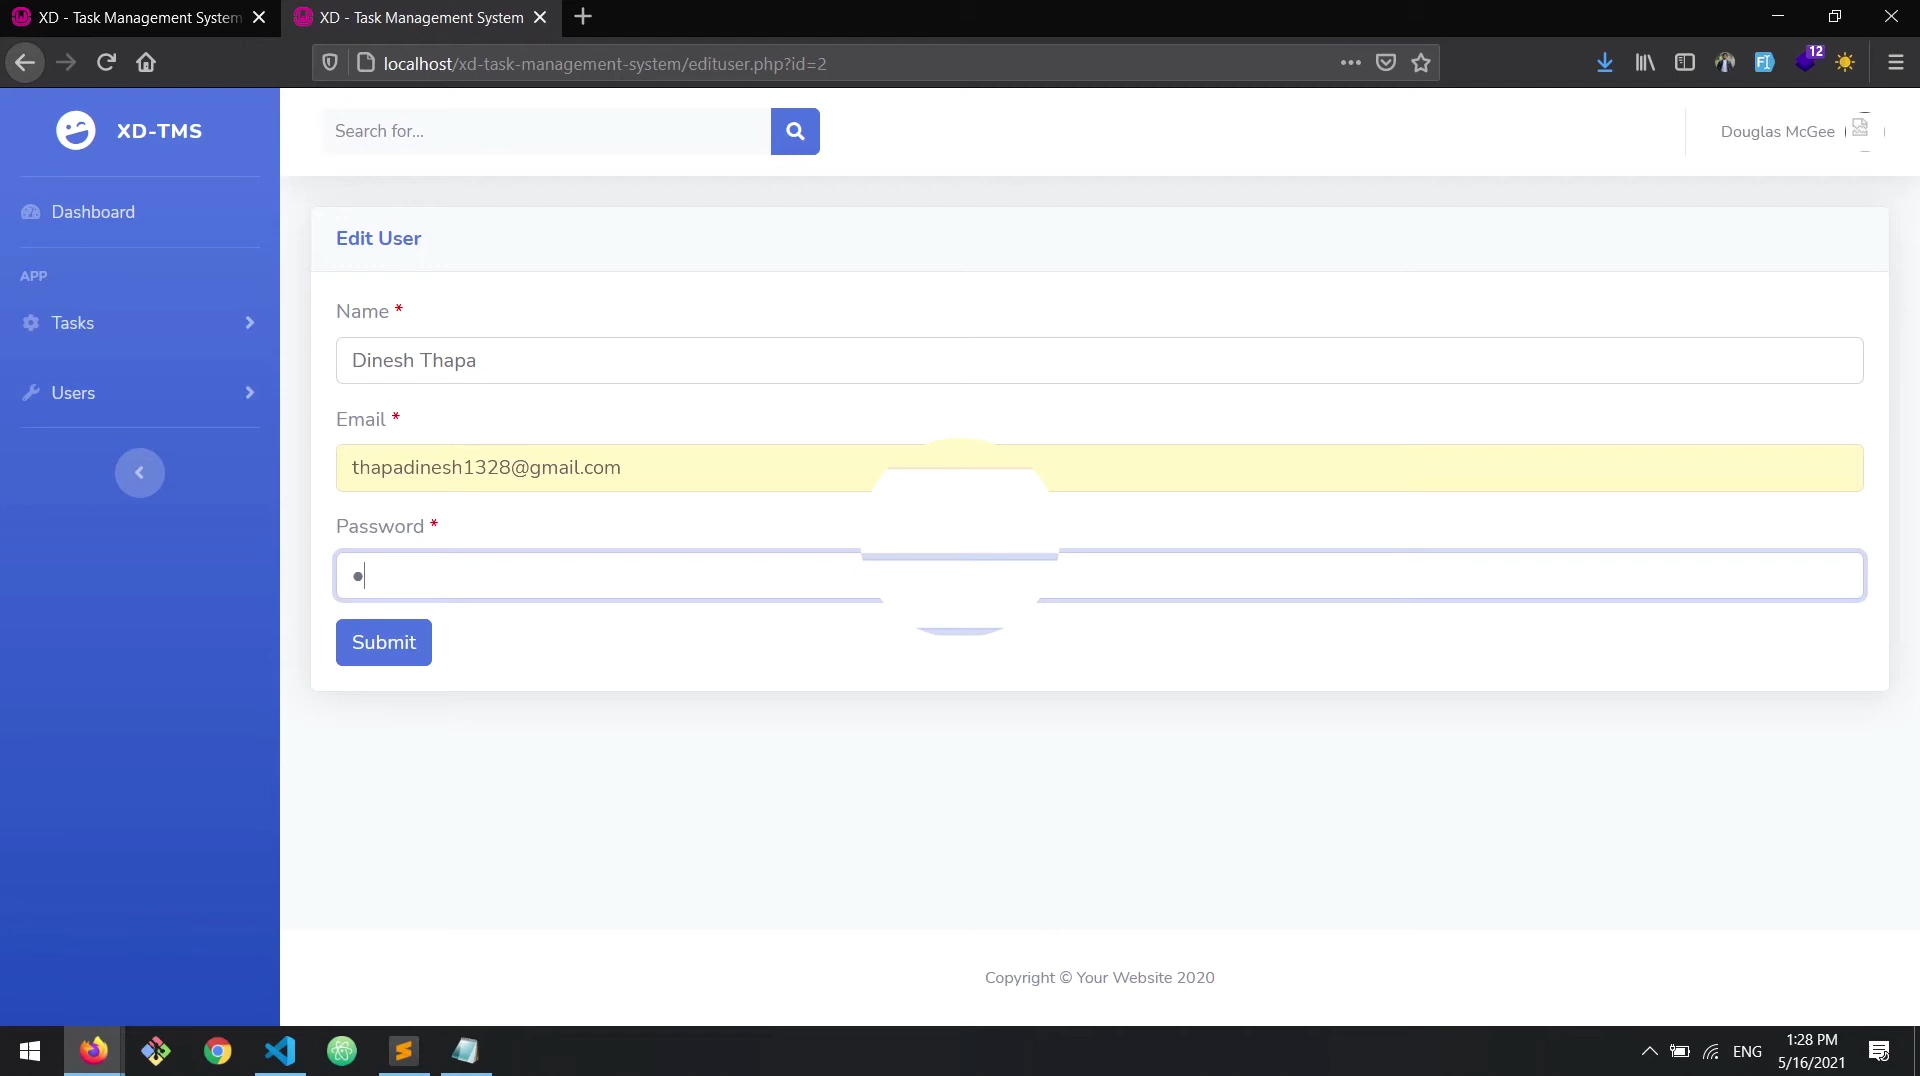 XD - Task Management System
XD - Task Management System
localhost/xd-task-management-system/edituser.php?id=2
12
XD-TMS
Search for...
Douglas McGee
Dashboard
APP
Tasks
Users
Edit User
Name *
Dinesh Thapa
Email *
thapadinesh1328@gmail.com
Password *
Submit
Copyright © Your Website 2020
ENG
1:28 PM
5/16/2021